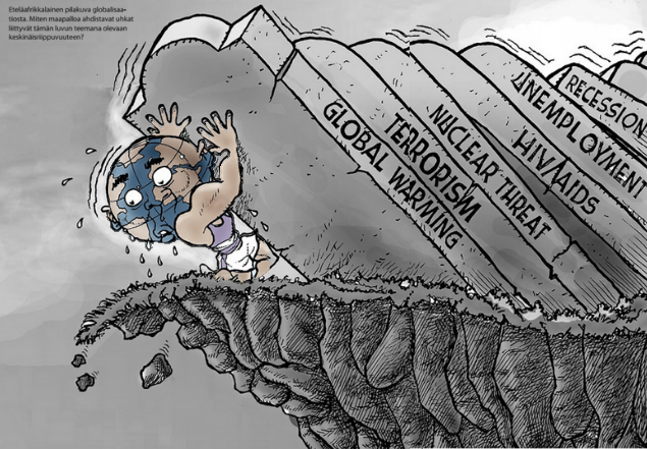 Eteläafrikkalainen pilakuva globalisaa-
tiosta. Miten maapalloa ahdistavat uhkat
liittyvät tämän luvun teemana olevaan
keskinäisriippuvuuteen?
GLOBAL WARMING
TERRORISM
NUCLEAR THREAT
HIV/AIDS
UNEMPLOYMENT
RECESSION